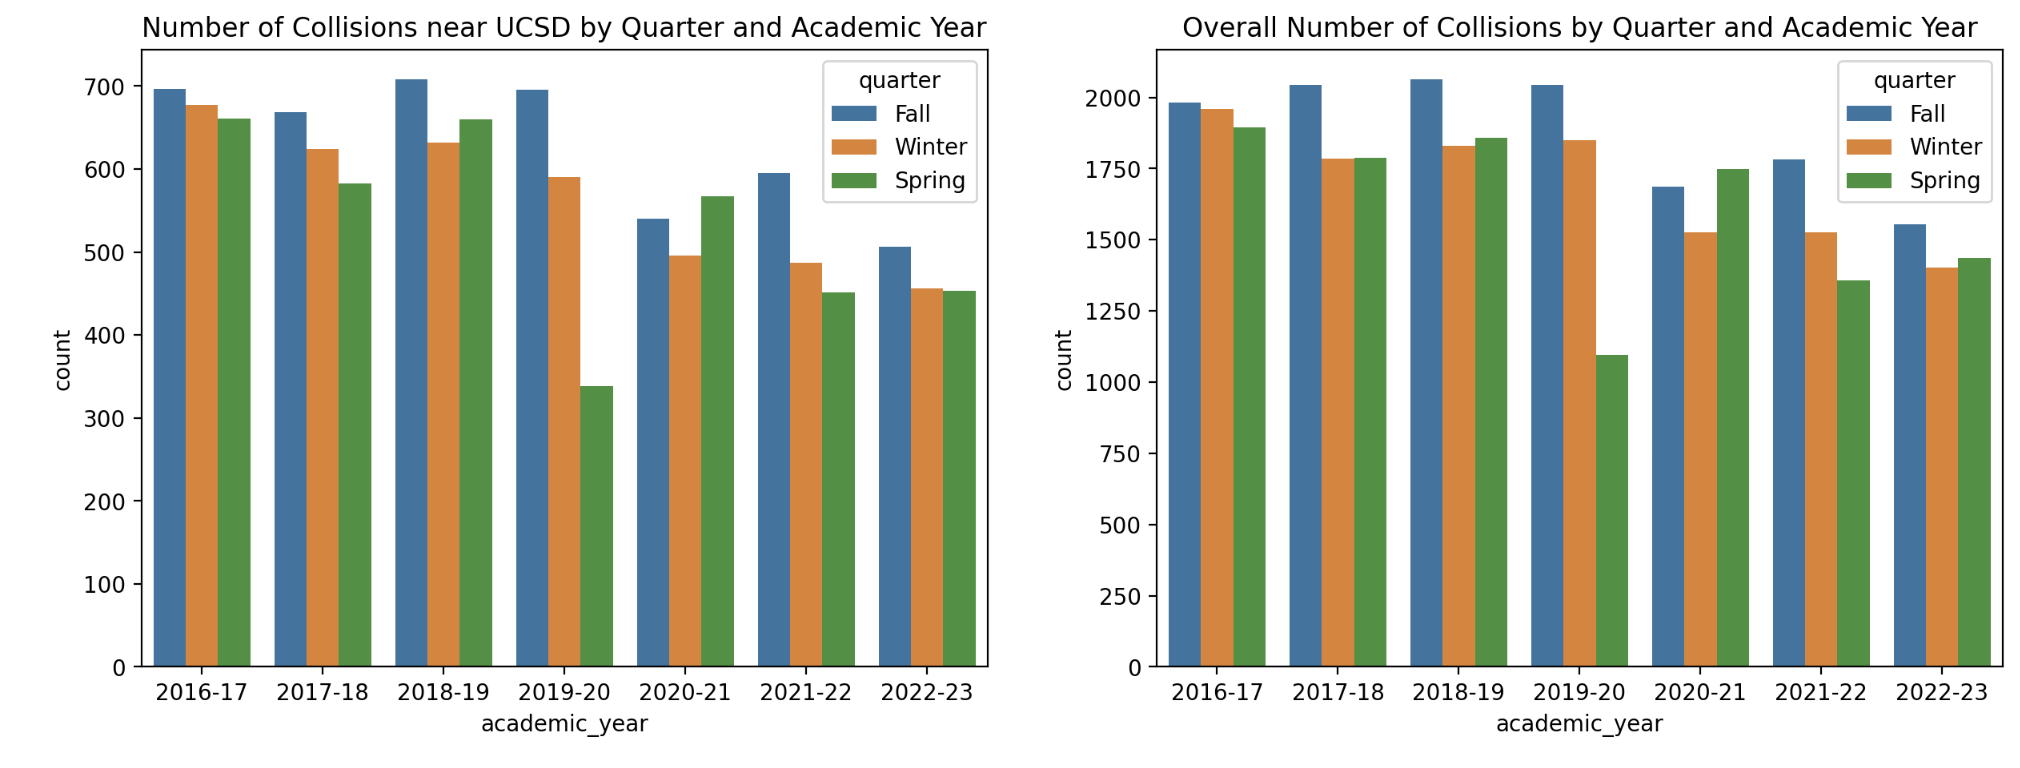 Number of Collisions near UCSD by Quarter and Academic Year
700
600
500
400
300
200
100
0
count
quarter
Fall
Winter
Spring
2016-17 2017-18 2018-19 2019-20 2020-21 2021-22 2022-23
academic_year
Overall Number of Collisions by Quarter and Academic Year
2000
1750
1500
1250
1000
750
500
250
0
count
quarter
Fall
Winter
Spring
2016-17 2017-18 2018-19 2019-20 2020-21 2021-22 2022-23
academic_year